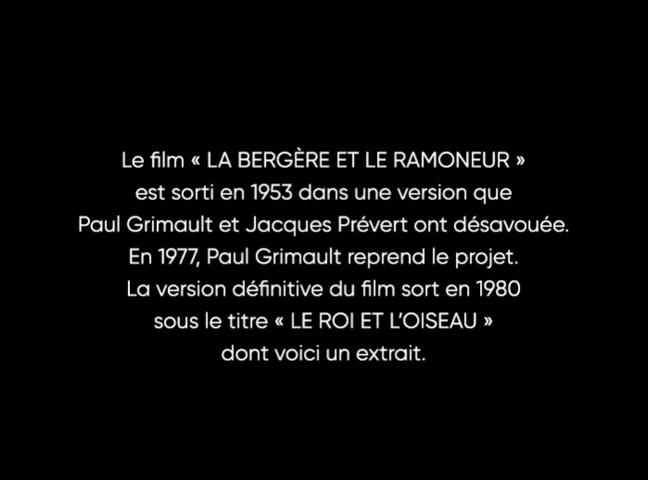 Le film « LA BERGÈRE ET LE RAMONEUR »
est sorti en 1953 dans une version que
Paul Grimault et Jacques Prévert ont désavouée.
En 1977, Paul Grimault reprend le projet.
La version définitive du film sort en 1980
sous le titre « LE ROI ET L'OISEAU »
dont voici un extrait.